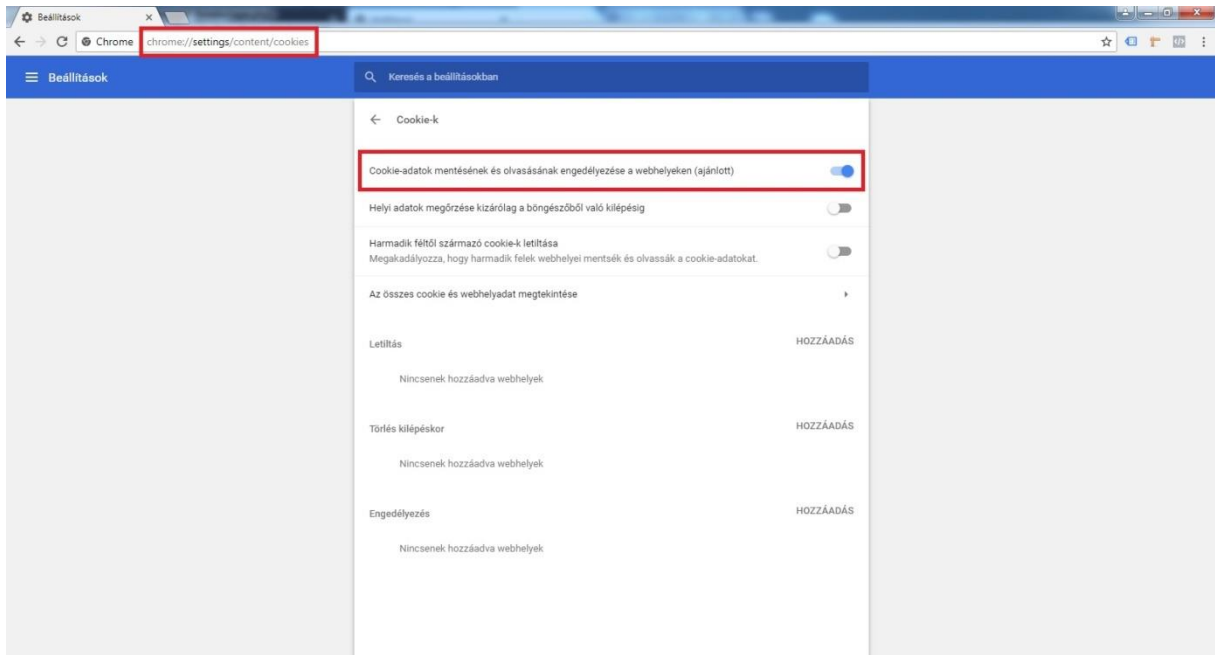 Beállítások
Chrome chrome://settings/content/cookies
Beállítások
Keresés a beállításokban
Cookie-k
Cookie-adatok mentésének és olvasásának engedélyezése a webhelyeken (ajánlott)
Helyi adatok megőrzése kizárólag a böngészőből való kilépésig
Harmadik féltől származó cookie-k letiltása
Megakadályozza, hogy harmadik felek webhelyei mentsék és olvassák a cookie-adatokat.
Az összes cookie és webhelyadat megtekintése
Letiltás HOZZÁADÁS
Nincsenek hozzáadva webhelyek
Törlés kilépéskor HOZZÁADÁS
Nincsenek hozzáadva webhelyek
Engedélyezés HOZZÁADÁS
Nincsenek hozzáadva webhelyek